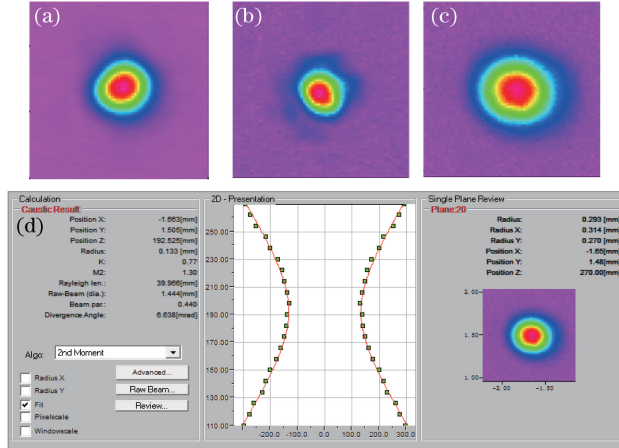 (a)
(b)
(c)
(d)
Calculation
Caustic Result:
Position X: -1.663[mm]
Position Y: 1.505[mm]
Position Z: 192.525[mm]
Radius: 0.133 [mm]
K: 0.77
M2: 1.30
Rayleigh len.: 39.966[mm]
Raw-Beam (dia.): 1.444[mm]
Beam par.: 0.440
Divergence Angle: 6.638[mrad]
Algo: 2nd Moment
Advanced...
Radius X
Radius Y
Raw Beam...
Fit
Review...
Pixelscale
Windowscale
2D - Presentation
250.00
230.00
210.00
190.00
170.00
150.00
130.00
110.00
-200.0 -100.0 0.0 100.0 200.0 300.0
Single Plane Review
Plane:20
Radius: 0.293 [mm]
Radius X: 0.314 [mm]
Radius Y: 0.270 [mm]
Position X: -1.65[mm]
Position Y: 1.48[mm]
Position Z: 270.00[mm]
2.00
1.50
1.00
-2.00 -1.50